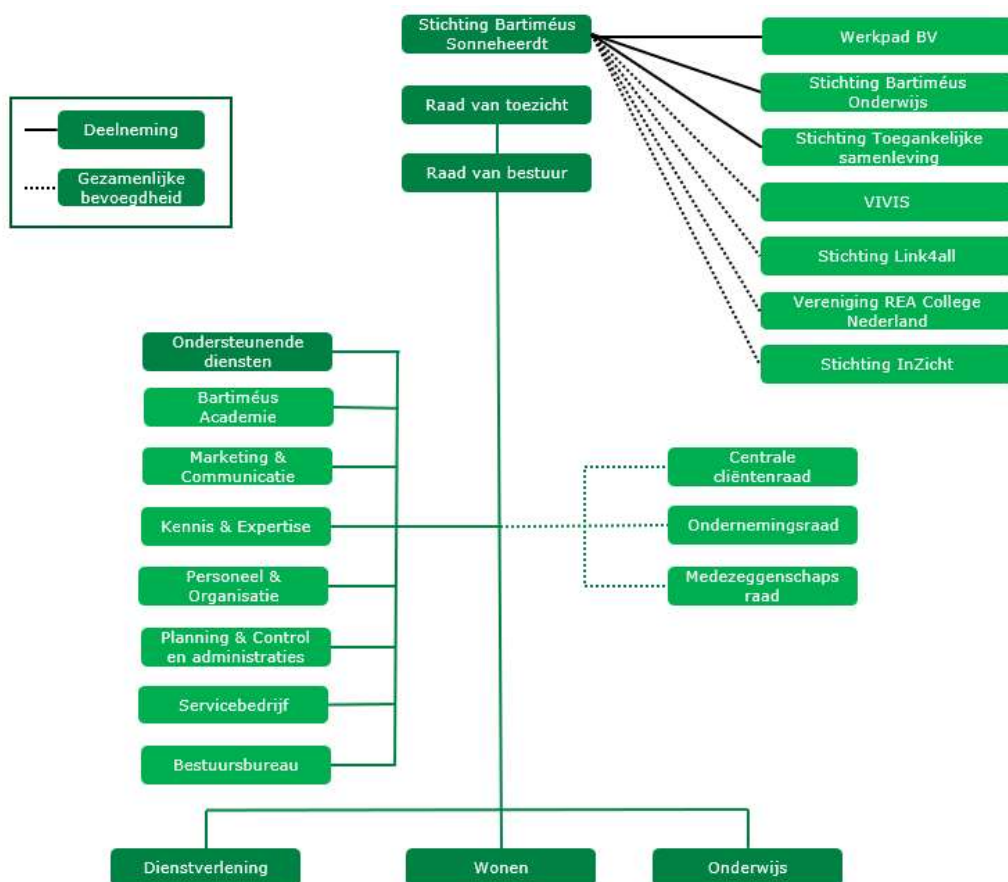 Stichting Bartiméus
Sonneheerdt
Werkpad BV
Stichting Bartiméus
Onderwijs
Stichting Toegankelijke
samenleving
VIVIS
Stichting Link4all
Vereniging REA College
Nederland
Stichting InZicht
Deelneming
Gezamenlijke
bevoegdheid
Raad van toezicht
Raad van bestuur
Ondersteunende
diensten
Bartiméus
Academie
Marketing &
Communicatie
Kennis & Expertise
Personeel &
Organisatie
Planning & Control
en administraties
Servicebedrijf
Bestuursbureau
Centrale
cliëntenraad
Ondernemingsraad
Medezeggenschaps
raad
Dienstverlening
Wonen
Onderwijs